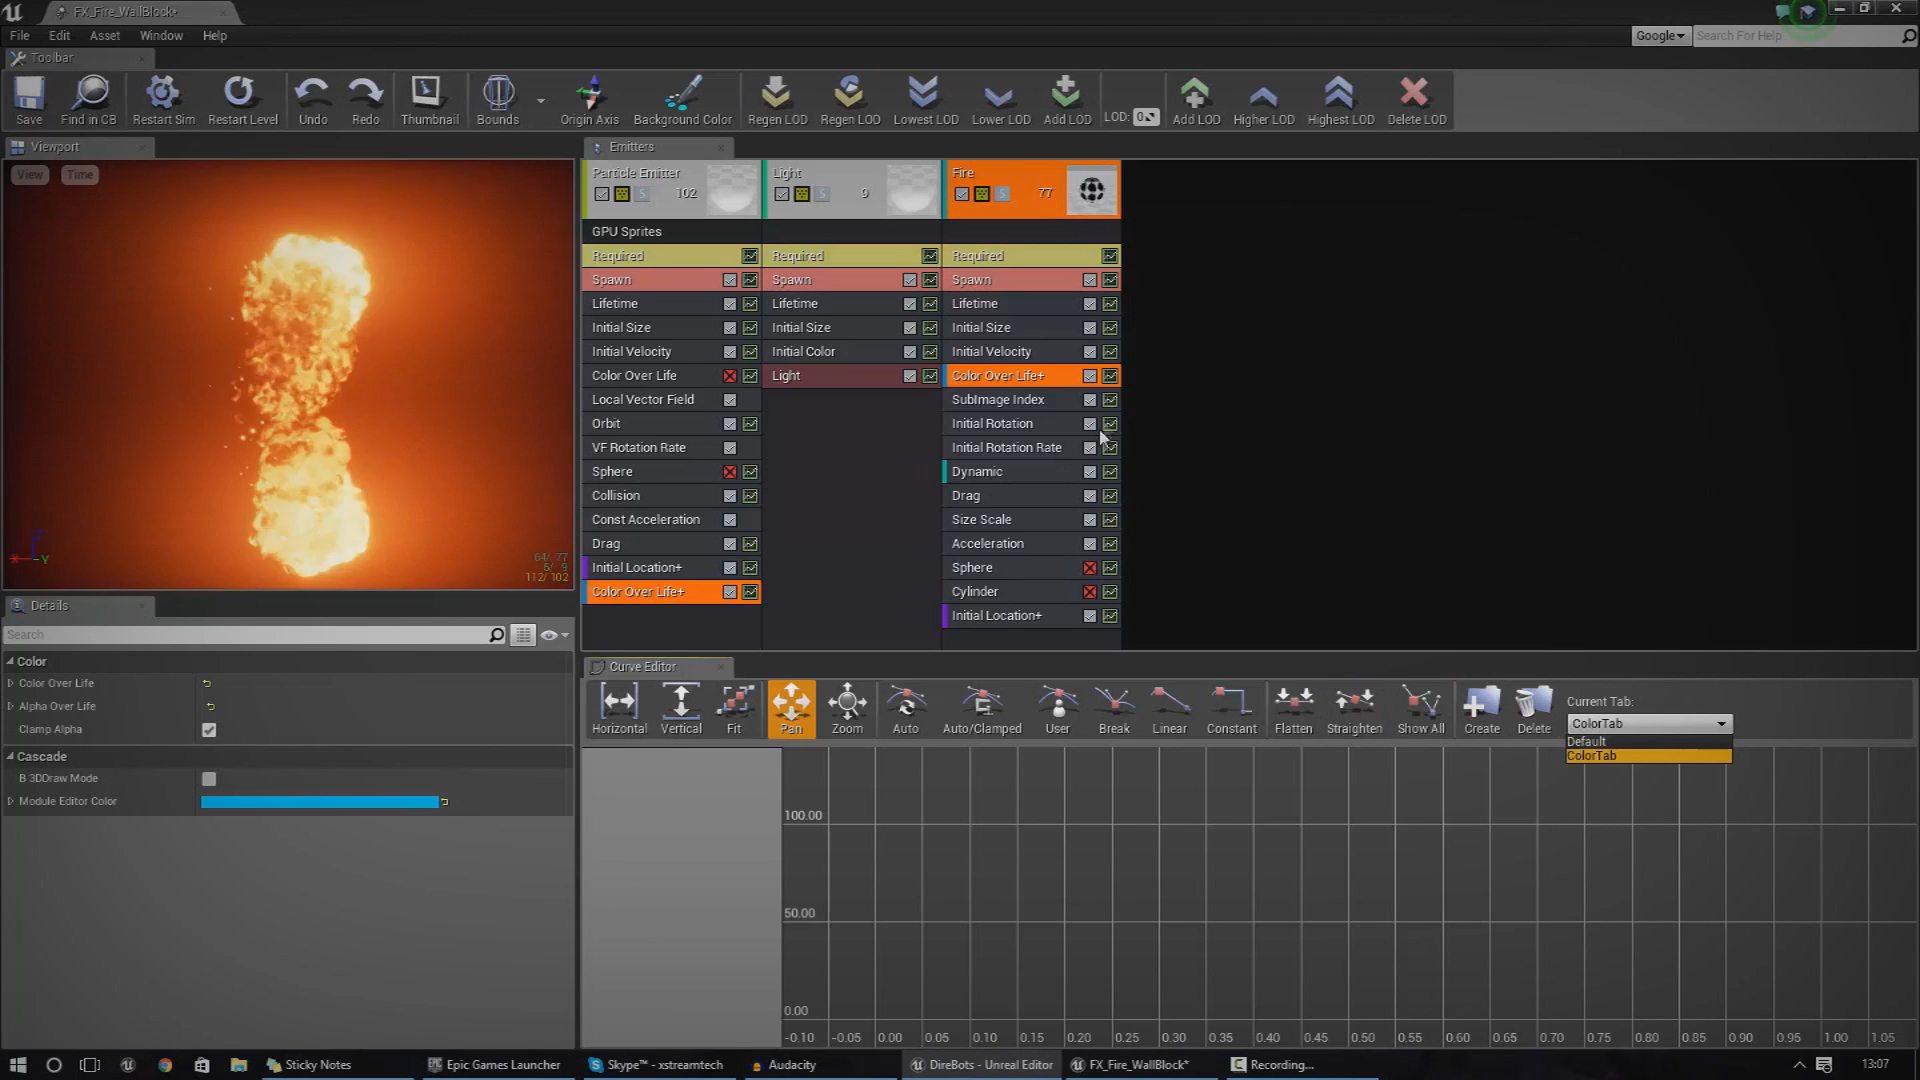 FX_Fire_WallBlock*
File Edit Asset Window Help
Google Search For Help
Toolbar
Save Find in CB Restart Sim Restart Level Undo Redo Thumbnail Bounds Origin Axis Background Color Regen LOD Regen LOD Lowest LOD Lower LOD Add LOD LOD: 0 Add LOD Higher LOD Highest LOD Delete LOD
Viewport
View Time
64/ 77
6/ 9
112/ 102
Emitters
Particle Emitter
102
Light
9
Fire
77
GPU Sprites
Required Required Required
Spawn Spawn Spawn
Lifetime Lifetime Lifetime
Initial Size Initial Size Initial Size
Initial Velocity Initial Color Initial Velocity
Color Over Life Light Color Over Life+
Local Vector Field SubImage Index
Orbit Initial Rotation
VF Rotation Rate Initial Rotation Rate
Sphere Dynamic
Collision Drag
Const Acceleration Size Scale
Drag Acceleration
Initial Location+ Sphere
Color Over Life+ Cylinder
Initial Location+
Details
Search
Color
Color Over Life
Alpha Over Life
Clamp Alpha
Cascade
B 3DDraw Mode
Module Editor Color
Curve Editor
Horizontal Vertical Fit Pan Zoom Auto Auto/Clamped User Break Linear Constant Flatten Straighten Show All Create Delete
Current Tab:
ColorTab
Default
ColorTab
100.00
50.00
0.00
-0.10 -0.05 0.00 0.05 0.10 0.15 0.20 0.25 0.30 0.35 0.40 0.45 0.50 0.55 0.60 0.65 0.70 0.75 0.80 0.85 0.90 0.95 1.00 1.05
Sticky Notes Epic Games Launcher Skype™ - xstreamtech Audacity DireBots - Unreal Editor FX_Fire_WallBlock* Recording... 13:07